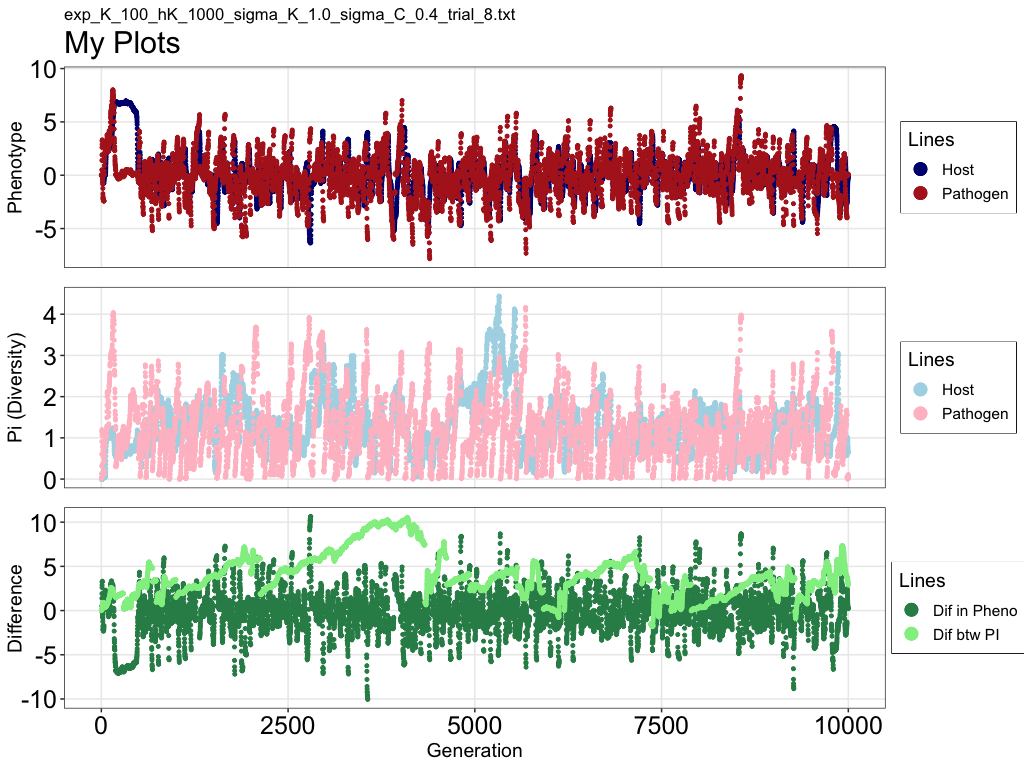 exp_K_100_hK_1000_sigma_K_1.0_sigma_C_0.4_trial_8.txt
My Plots
Phenotype
10
5
0
-5
Lines
Host
Pathogen
Pi (Diversity)
4
3
2
1
0
Lines
Host
Pathogen
Difference
10
5
0
-5
-10
Lines
Dif in Pheno
Dif btw PI
0 2500 5000 7500 10000
Generation